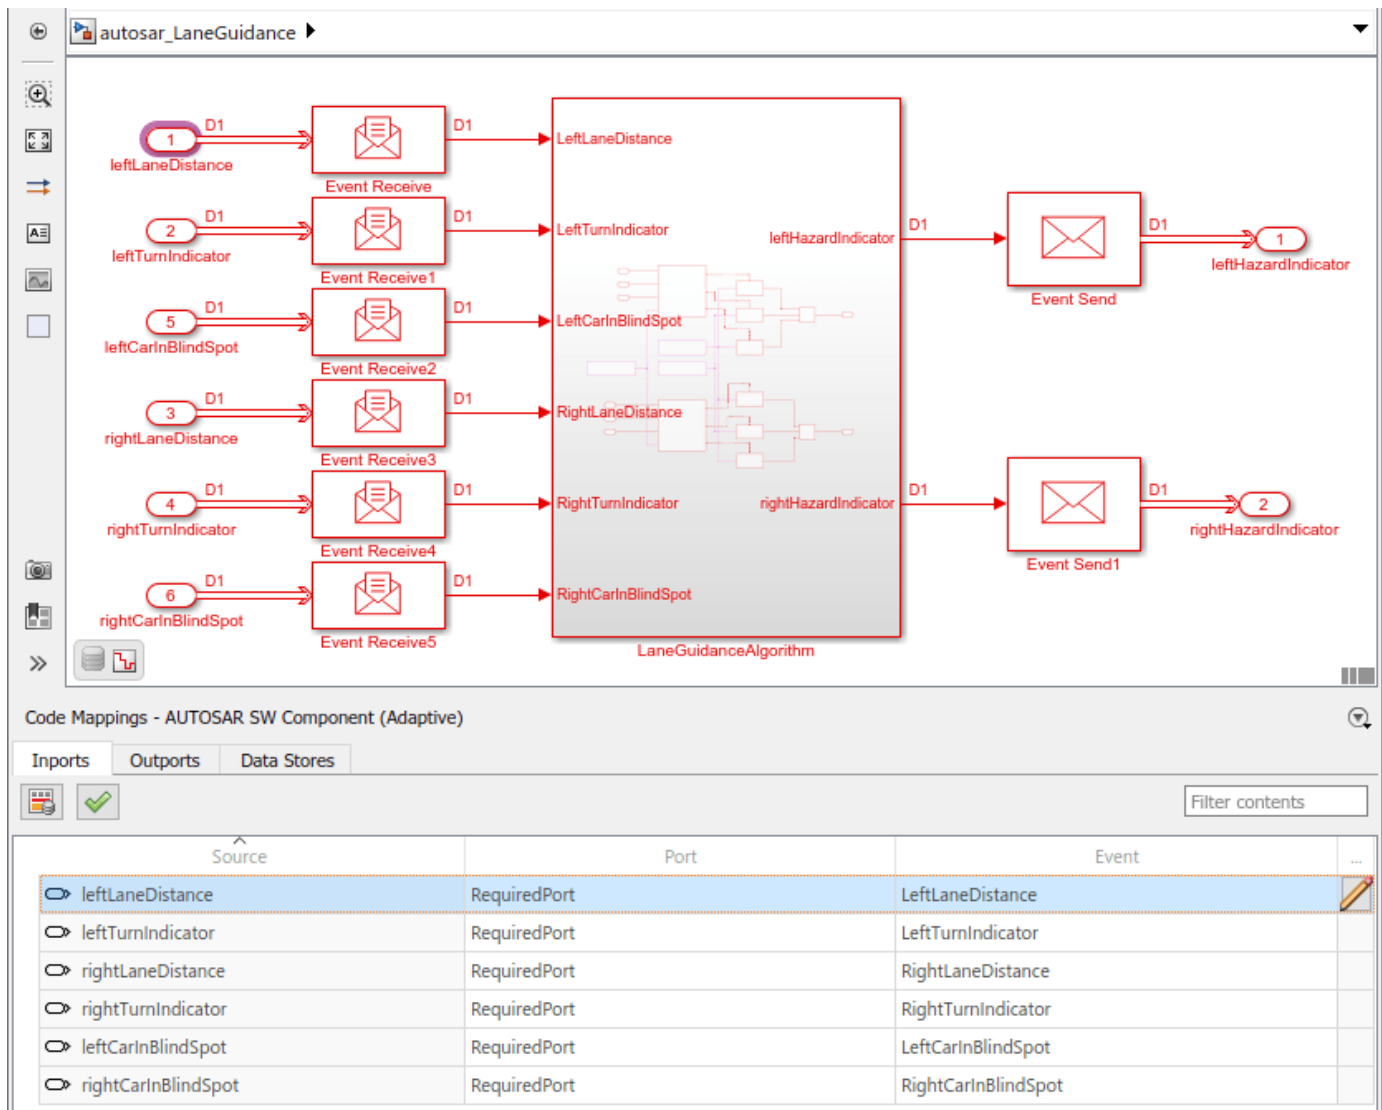 autosar_LaneGuidance
1
D1
leftLaneDistance
Event Receive
D1
LeftLaneDistance
2
D1
leftTurnIndicator
Event Receive1
D1
LeftTurnIndicator
5
D1
leftCarInBlindSpot
Event Receive2
D1
LeftCarInBlindSpot
3
D1
rightLaneDistance
Event Receive3
D1
RightLaneDistance
4
D1
rightTurnIndicator
Event Receive4
D1
RightTurnIndicator
6
D1
rightCarInBlindSpot
Event Receive5
D1
RightCarInBlindSpot
LaneGuidanceAlgorithm
leftHazardIndicator
D1
Event Send
D1
1
leftHazardIndicator
rightHazardIndicator
D1
Event Send1
D1
2
rightHazardIndicator
Code Mappings - AUTOSAR SW Component (Adaptive)
Inports Outports Data Stores
Filter contents
Source Port Event ...
leftLaneDistance RequiredPort LeftLaneDistance
leftTurnIndicator RequiredPort LeftTurnIndicator
rightLaneDistance RequiredPort RightLaneDistance
rightTurnIndicator RequiredPort RightTurnIndicator
leftCarInBlindSpot RequiredPort LeftCarInBlindSpot
rightCarInBlindSpot RequiredPort RightCarInBlindSpot